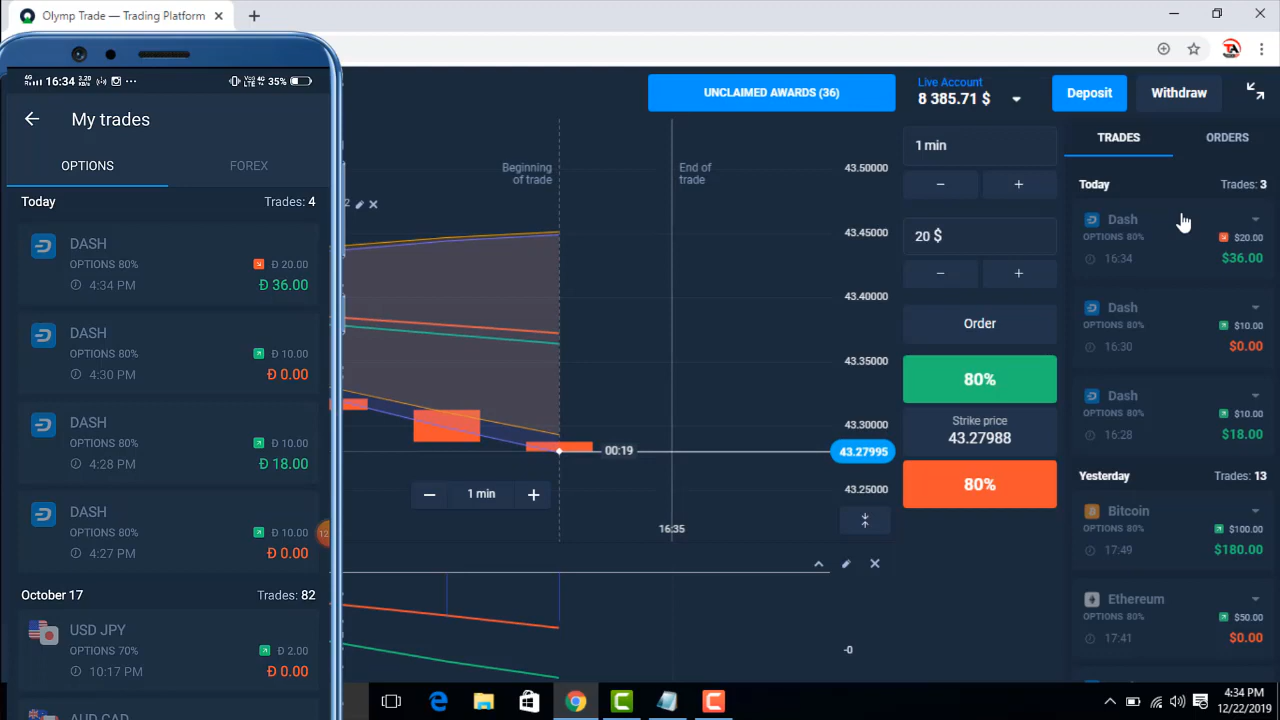 Olymp Trade — Trading Platform
16:34
3.20
35%
My trades
OPTIONS
FOREX
Today
Trades: 4
DASH
OPTIONS 80%
Đ 20.00
4:34 PM
Đ 36.00
DASH
OPTIONS 80%
Đ 10.00
4:30 PM
Đ 0.00
DASH
OPTIONS 80%
Đ 10.00
4:28 PM
Đ 18.00
DASH
OPTIONS 80%
Đ 10.00
4:27 PM
Đ 0.00
October 17
Trades: 82
USD JPY
OPTIONS 70%
Đ 2.00
10:17 PM
Đ 0.00
AUD CAD
12
2
UNCLAIMED AWARDS (36)
Live Account
8 385.71 $
Deposit
Withdraw
Beginning
of trade
End of
trade
43.50000
43.45000
43.40000
43.35000
43.30000
43.27995
43.25000
00:19
1 min
16:35
-0
1 min
20 $
Order
80%
Strike price
43.27988
80%
TRADES
ORDERS
Today
Trades: 3
Dash
OPTIONS 80%
$20.00
16:34
$36.00
Dash
OPTIONS 80%
$10.00
16:30
$0.00
Dash
OPTIONS 80%
$10.00
16:28
$18.00
Yesterday
Trades: 13
Bitcoin
OPTIONS 80%
$100.00
17:49
$180.00
Ethereum
OPTIONS 80%
$50.00
17:41
$0.00
4:34 PM
12/22/2019